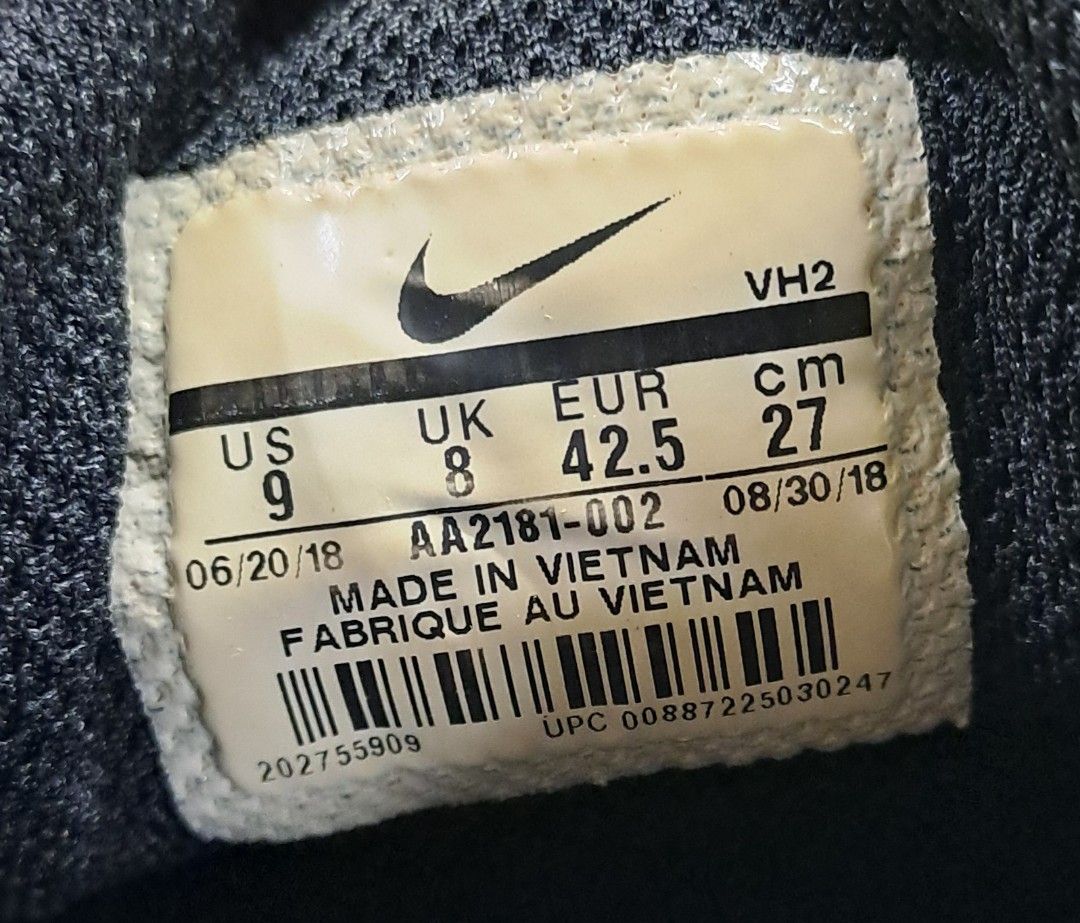 VH2
US UK EUR cm
9 8 42.5 27
06/20/18 AA2181-002 08/30/18
MADE IN VIETNAM
FABRIQUE AU VIETNAM
202755909 UPC 00887225030247